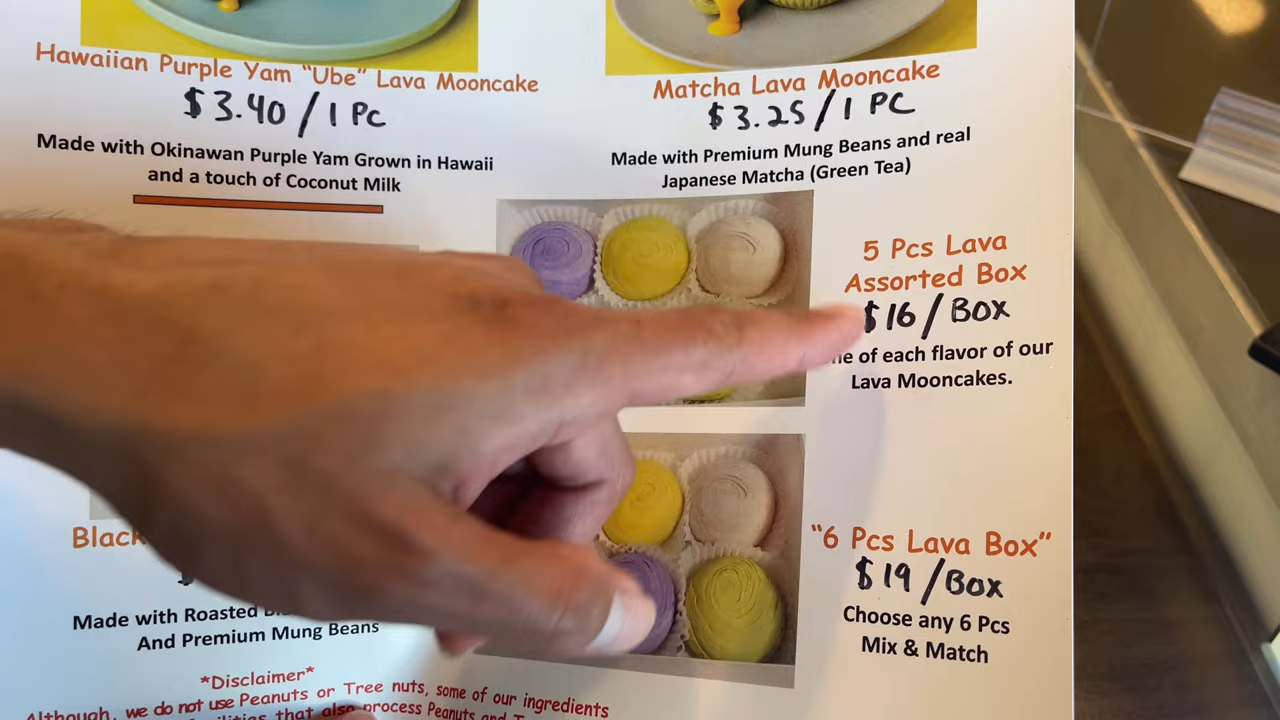 Hawaiian Purple Yam "Ube" Lava Mooncake
$3.40/1 PC
Made with Okinawan Purple Yam Grown in Hawaii
and a touch of Coconut Milk
Matcha Lava Mooncake
$3.25/1 PC
Made with Premium Mung Beans and real
Japanese Matcha (Green Tea)
5 Pcs Lava
Assorted Box
$16/BOX
of each flavor of our
Lava Mooncakes.
Black
Made with Roasted
And Premium Mung Beans
"6 Pcs Lava Box"
$19/BOX
Choose any 6 Pcs
Mix & Match
*Disclaimer*
Although, we do not use Peanuts or Tree nuts, some of our ingredients
that also process Peanuts and